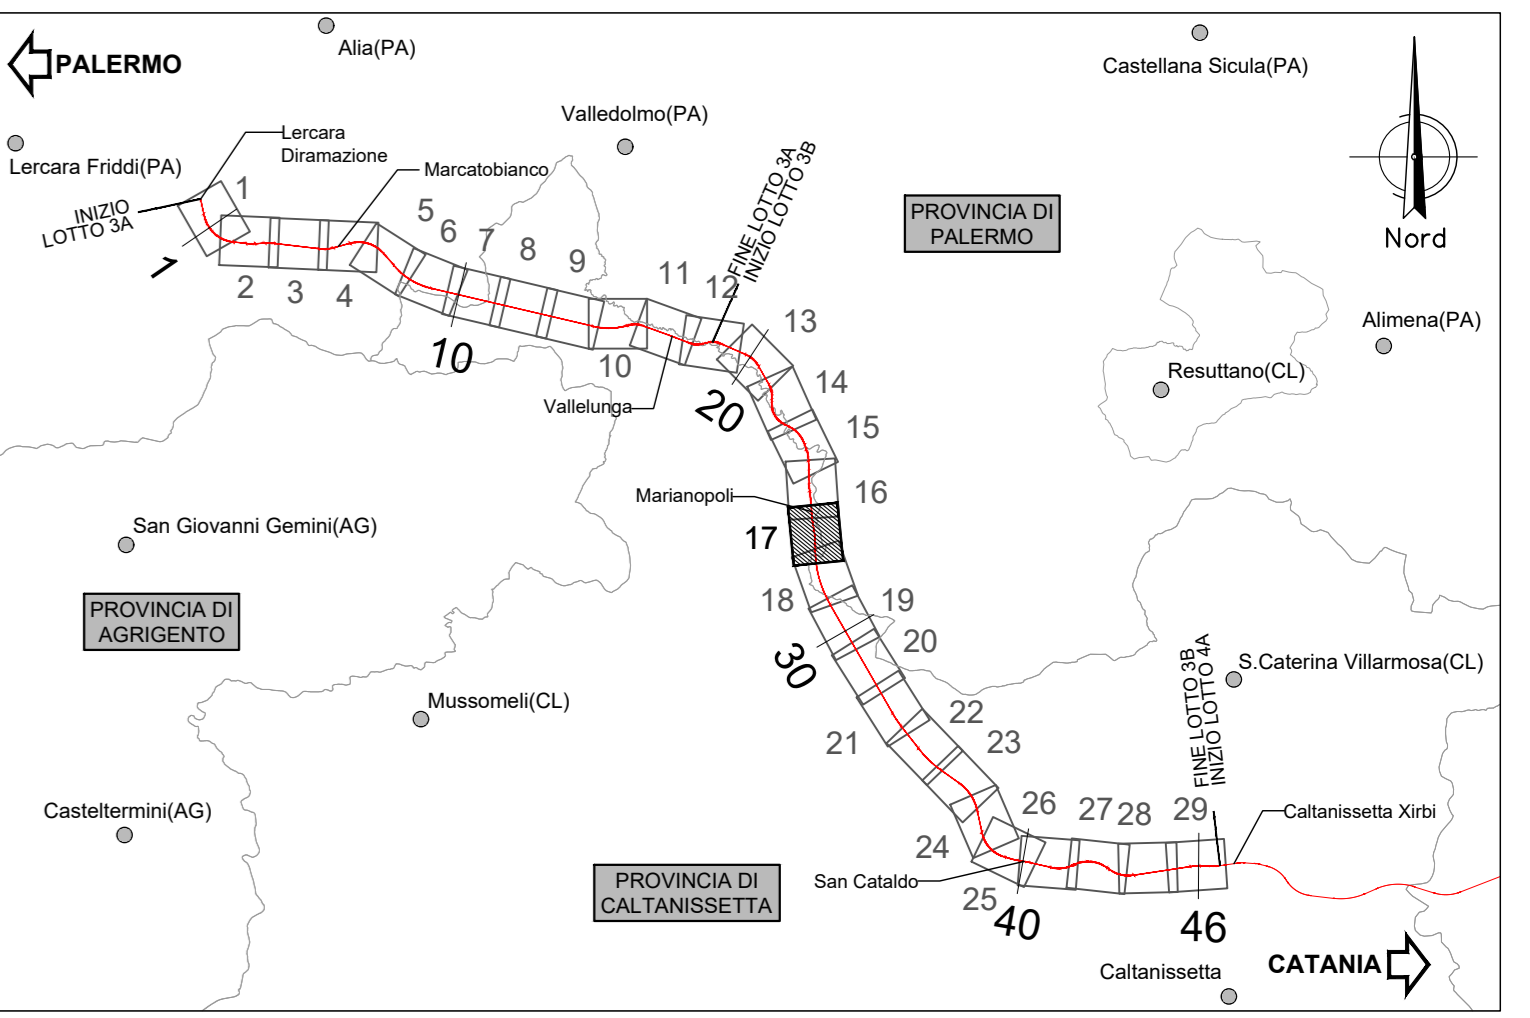 Alia(PA)
PALERMO
Castellana Sicula(PA)
Valledolmo(PA)
Lercara
Diramazione
Lercara Friddi(PA)
Marcatobianco
INIZIO
LOTTO 3A
FINE LOTTO 3A
INIZIO LOTTO 3B
PROVINCIA DI
PALERMO
Nord
1
1
2
3
4
5
6
7
8
9
10
10
11
12
13
14
15
16
17
18
19
20
20
21
22
23
24
25
26
27
28
29
30
40
46
Alimena(PA)
Resuttano(CL)
Vallelunga
Marianopoli
San Giovanni Gemini(AG)
PROVINCIA DI
AGRIGENTO
Mussomeli(CL)
FINE LOTTO 3B
INIZIO LOTTO 4A
S.Caterina Villarmosa(CL)
Casteltermini(AG)
Caltanissetta Xirbi
San Cataldo
PROVINCIA DI
CALTANISSETTA
Caltanissetta
CATANIA